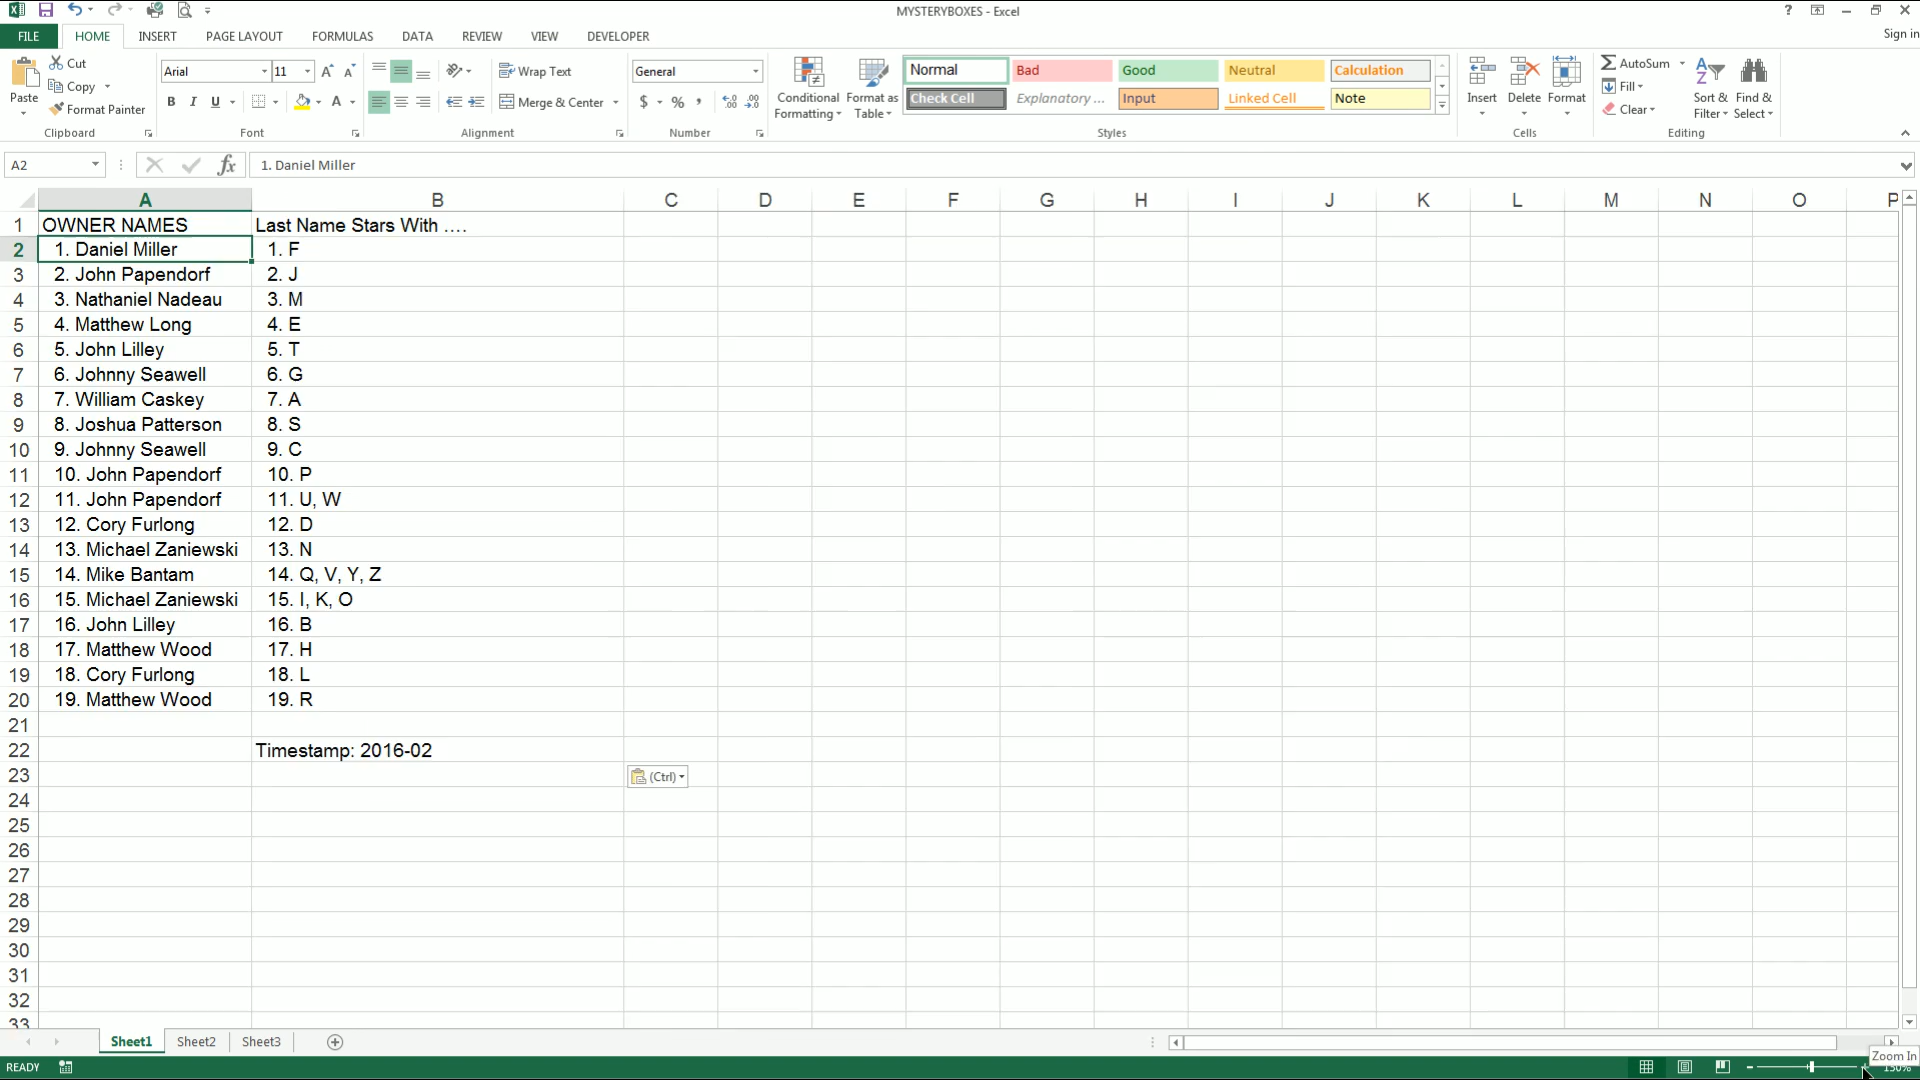 MYSTERYBOXES - Excel
?
Sign in
FILE HOME INSERT PAGE LAYOUT FORMULAS DATA REVIEW VIEW DEVELOPER
Paste
Cut
Copy
Format Painter
Clipboard
Arial 11
B I U
Font
Wrap Text
Merge & Center
Alignment
General
$ % ,
Number
Conditional Formatting
Format as Table
Normal Bad Good Neutral Calculation
Check Cell Explanatory ... Input Linked Cell Note
Styles
Insert Delete Format
Cells
AutoSum
Fill
Clear
Sort & Filter
Find & Select
Editing
A2 fx 1. Daniel Miller
A B C D E F G H I J K L M N O P
1 OWNER NAMES Last Name Stars With ....
2 1. Daniel Miller 1. F
3 2. John Papendorf 2. J
4 3. Nathaniel Nadeau 3. M
5 4. Matthew Long 4. E
6 5. John Lilley 5. T
7 6. Johnny Seawell 6. G
8 7. William Caskey 7. A
9 8. Joshua Patterson 8. S
10 9. Johnny Seawell 9. C
11 10. John Papendorf 10. P
12 11. John Papendorf 11. U, W
13 12. Cory Furlong 12. D
14 13. Michael Zaniewski 13. N
15 14. Mike Bantam 14. Q, V, Y, Z
16 15. Michael Zaniewski 15. I, K, O
17 16. John Lilley 16. B
18 17. Matthew Wood 17. H
19 18. Cory Furlong 18. L
20 19. Matthew Wood 19. R
21
22 Timestamp: 2016-02
23 (Ctrl)
24
25
26
27
28
29
30
31
32
33
Sheet1 Sheet2 Sheet3
Zoom In
READY 150%